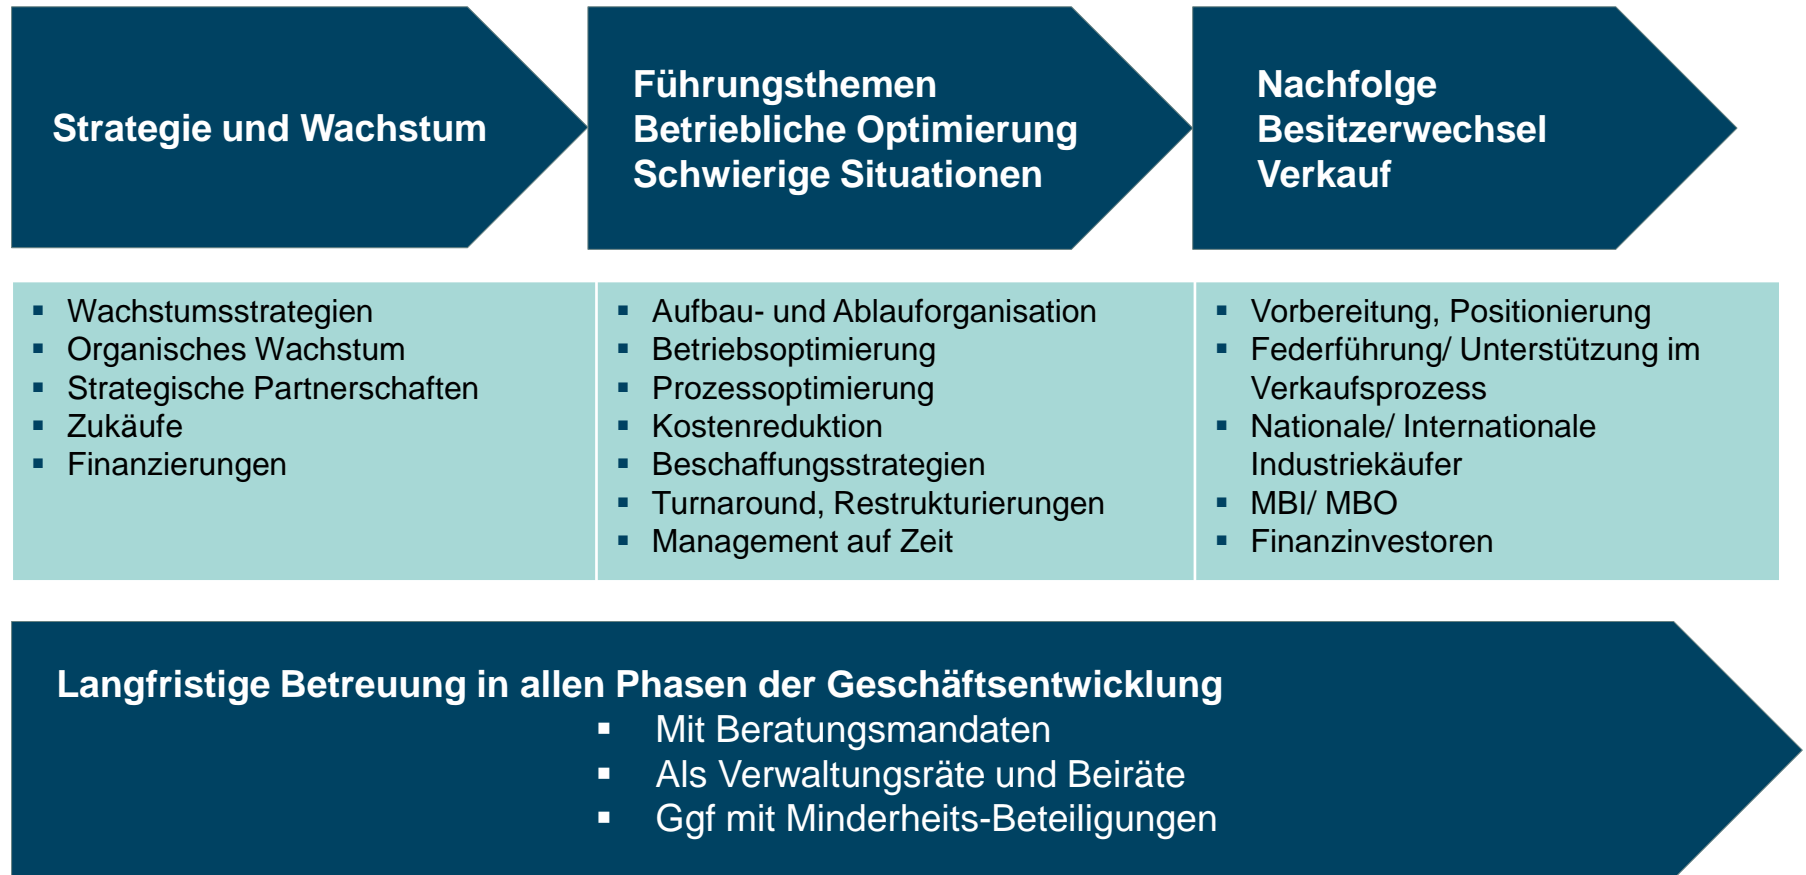 Strategie und Wachstum
Führungsthemen
Betriebliche Optimierung
Schwierige Situationen
Nachfolge
Besitzerwechsel
Verkauf
▪ Wachstumsstrategien
▪ Organisches Wachstum
▪ Strategische Partnerschaften
▪ Zukäufe
▪ Finanzierungen
▪ Aufbau- und Ablauforganisation
▪ Betriebsoptimierung
▪ Prozessoptimierung
▪ Kostenreduktion
▪ Beschaffungsstrategien
▪ Turnaround, Restrukturierungen
▪ Management auf Zeit
▪ Vorbereitung, Positionierung
▪ Federführung/ Unterstützung im
Verkaufsprozess
▪ Nationale/ Internationale
Industriekäufer
▪ MBI/ MBO
▪ Finanzinvestoren
Langfristige Betreuung in allen Phasen der Geschäftsentwicklung
▪ Mit Beratungsmandaten
▪ Als Verwaltungsräte und Beiräte
▪ Ggf mit Minderheits-Beteiligungen